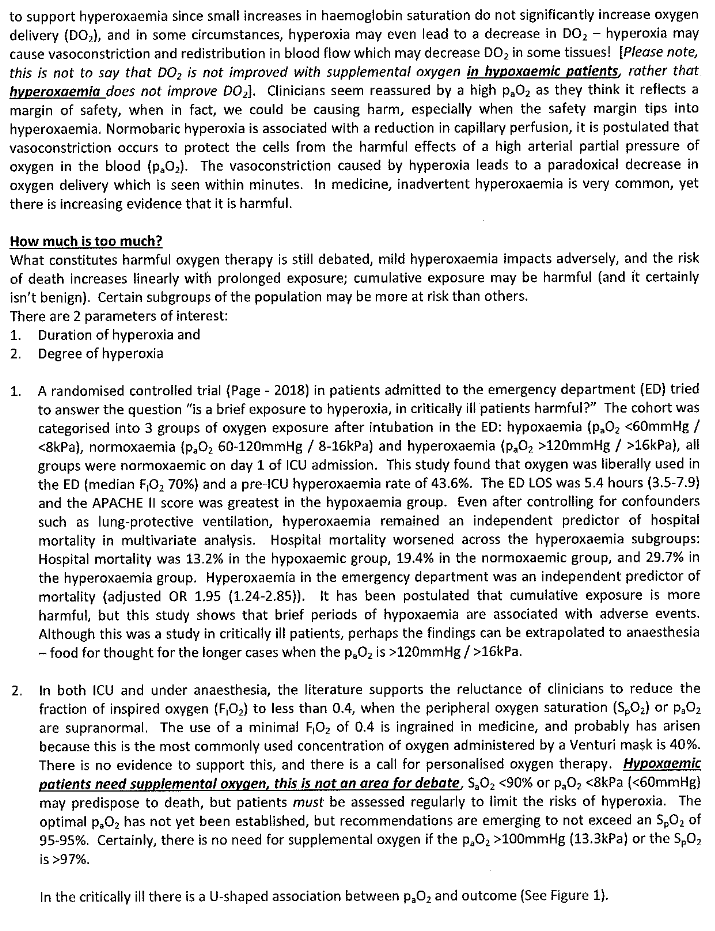 to support hyperoxaemia since small increases in haemoglobin saturation do not significantly increase oxygen
delivery (DO₂), and in some circumstances, hyperoxia may even lead to a decrease in DO₂ – hyperoxia may
cause vasoconstriction and redistribution in blood flow which may decrease DO₂ in some tissues! [Please note,
this is not to say that DO₂ is not improved with supplemental oxygen in hypoxaemic patients, rather that
hyperoxaemia does not improve DO₂]. Clinicians seem reassured by a high pₐO₂ as they think it reflects a
margin of safety, when in fact, we could be causing harm, especially when the safety margin tips into
hyperoxaemia. Normobaric hyperoxia is associated with a reduction in capillary perfusion, it is postulated that
vasoconstriction occurs to protect the cells from the harmful effects of a high arterial partial pressure of
oxygen in the blood (pₐO₂). The vasoconstriction caused by hyperoxia leads to a paradoxical decrease in
oxygen delivery which is seen within minutes. In medicine, inadvertent hyperoxaemia is very common, yet
there is increasing evidence that it is harmful.
How much is too much?
What constitutes harmful oxygen therapy is still debated, mild hyperoxaemia impacts adversely, and the risk
of death increases linearly with prolonged exposure; cumulative exposure may be harmful (and it certainly
isn't benign). Certain subgroups of the population may be more at risk than others.
There are 2 parameters of interest:
1. Duration of hyperoxia and
2. Degree of hyperoxia
1. A randomised controlled trial (Page - 2018) in patients admitted to the emergency department (ED) tried
to answer the question "is a brief exposure to hyperoxia, in critically ill patients harmful?" The cohort was
categorised into 3 groups of oxygen exposure after intubation in the ED: hypoxaemia (pₐO₂ <60mmHg /
<8kPa), normoxaemia (pₐO₂ 60-120mmHg / 8-16kPa) and hyperoxaemia (pₐO₂ >120mmHg / >16kPa), all
groups were normoxaemic on day 1 of ICU admission. This study found that oxygen was liberally used in
the ED (median FᵢO₂ 70%) and a pre-ICU hyperoxaemia rate of 43.6%. The ED LOS was 5.4 hours (3.5-7.9)
and the APACHE II score was greatest in the hypoxaemia group. Even after controlling for confounders
such as lung-protective ventilation, hyperoxaemia remained an independent predictor of hospital
mortality in multivariate analysis. Hospital mortality worsened across the hyperoxaemia subgroups:
Hospital mortality was 13.2% in the hypoxaemic group, 19.4% in the normoxaemic group, and 29.7% in
the hyperoxaemia group. Hyperoxaemia in the emergency department was an independent predictor of
mortality (adjusted OR 1.95 (1.24-2.85)). It has been postulated that cumulative exposure is more
harmful, but this study shows that brief periods of hypoxaemia are associated with adverse events.
Although this was a study in critically ill patients, perhaps the findings can be extrapolated to anaesthesia
– food for thought for the longer cases when the pₐO₂ is >120mmHg / >16kPa.
2. In both ICU and under anaesthesia, the literature supports the reluctance of clinicians to reduce the
fraction of inspired oxygen (FᵢO₂) to less than 0.4, when the peripheral oxygen saturation (SₚO₂) or pₐO₂
are supranormal. The use of a minimal FᵢO₂ of 0.4 is ingrained in medicine, and probably has arisen
because this is the most commonly used concentration of oxygen administered by a Venturi mask is 40%.
There is no evidence to support this, and there is a call for personalised oxygen therapy. Hypoxaemic
patients need supplemental oxygen, this is not an area for debate, SₐO₂ <90% or pₐO₂ <8kPa (<60mmHg)
may predispose to death, but patients must be assessed regularly to limit the risks of hyperoxia. The
optimal pₐO₂ has not yet been established, but recommendations are emerging to not exceed an SₚO₂ of
95-95%. Certainly, there is no need for supplemental oxygen if the pₐO₂ >100mmHg (13.3kPa) or the SₚO₂
is >97%.
In the critically ill there is a U-shaped association between pₐO₂ and outcome (See Figure 1).